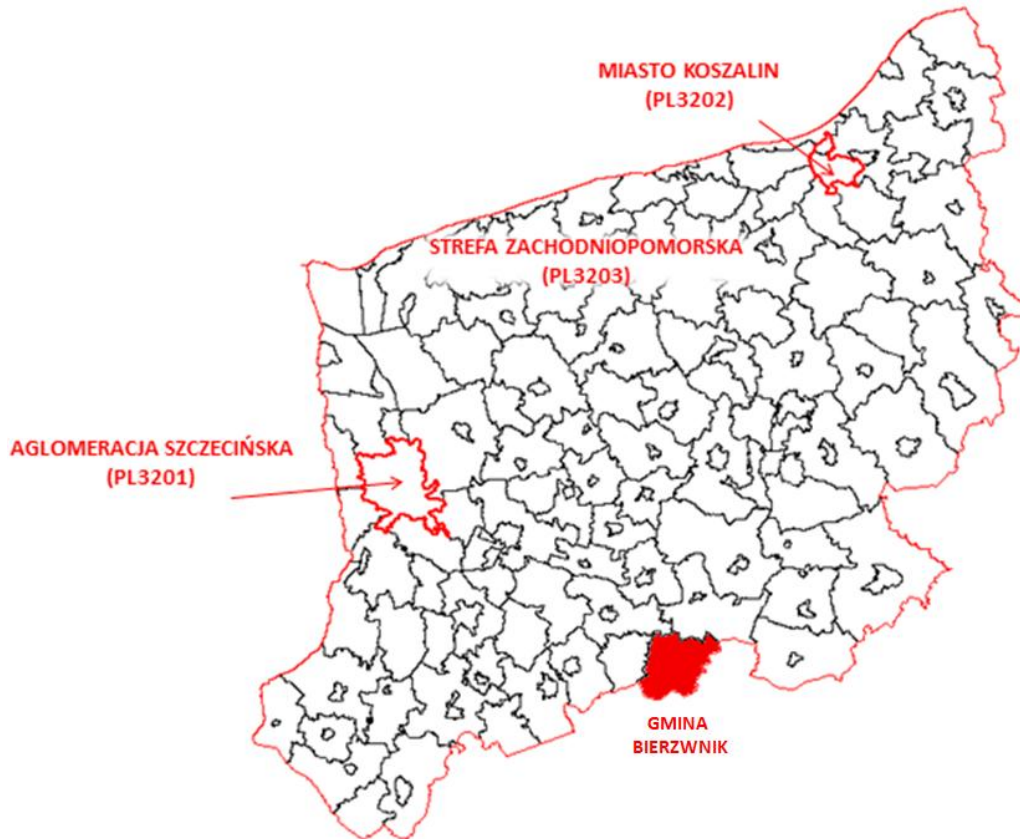 MIASTO KOSZALIN
(PL3202)
STREFA ZACHODNIOPOMORSKA
(PL3203)
AGLOMERACJA SZCZECIŃSKA
(PL3201)
GMINA
BIERZWNIK